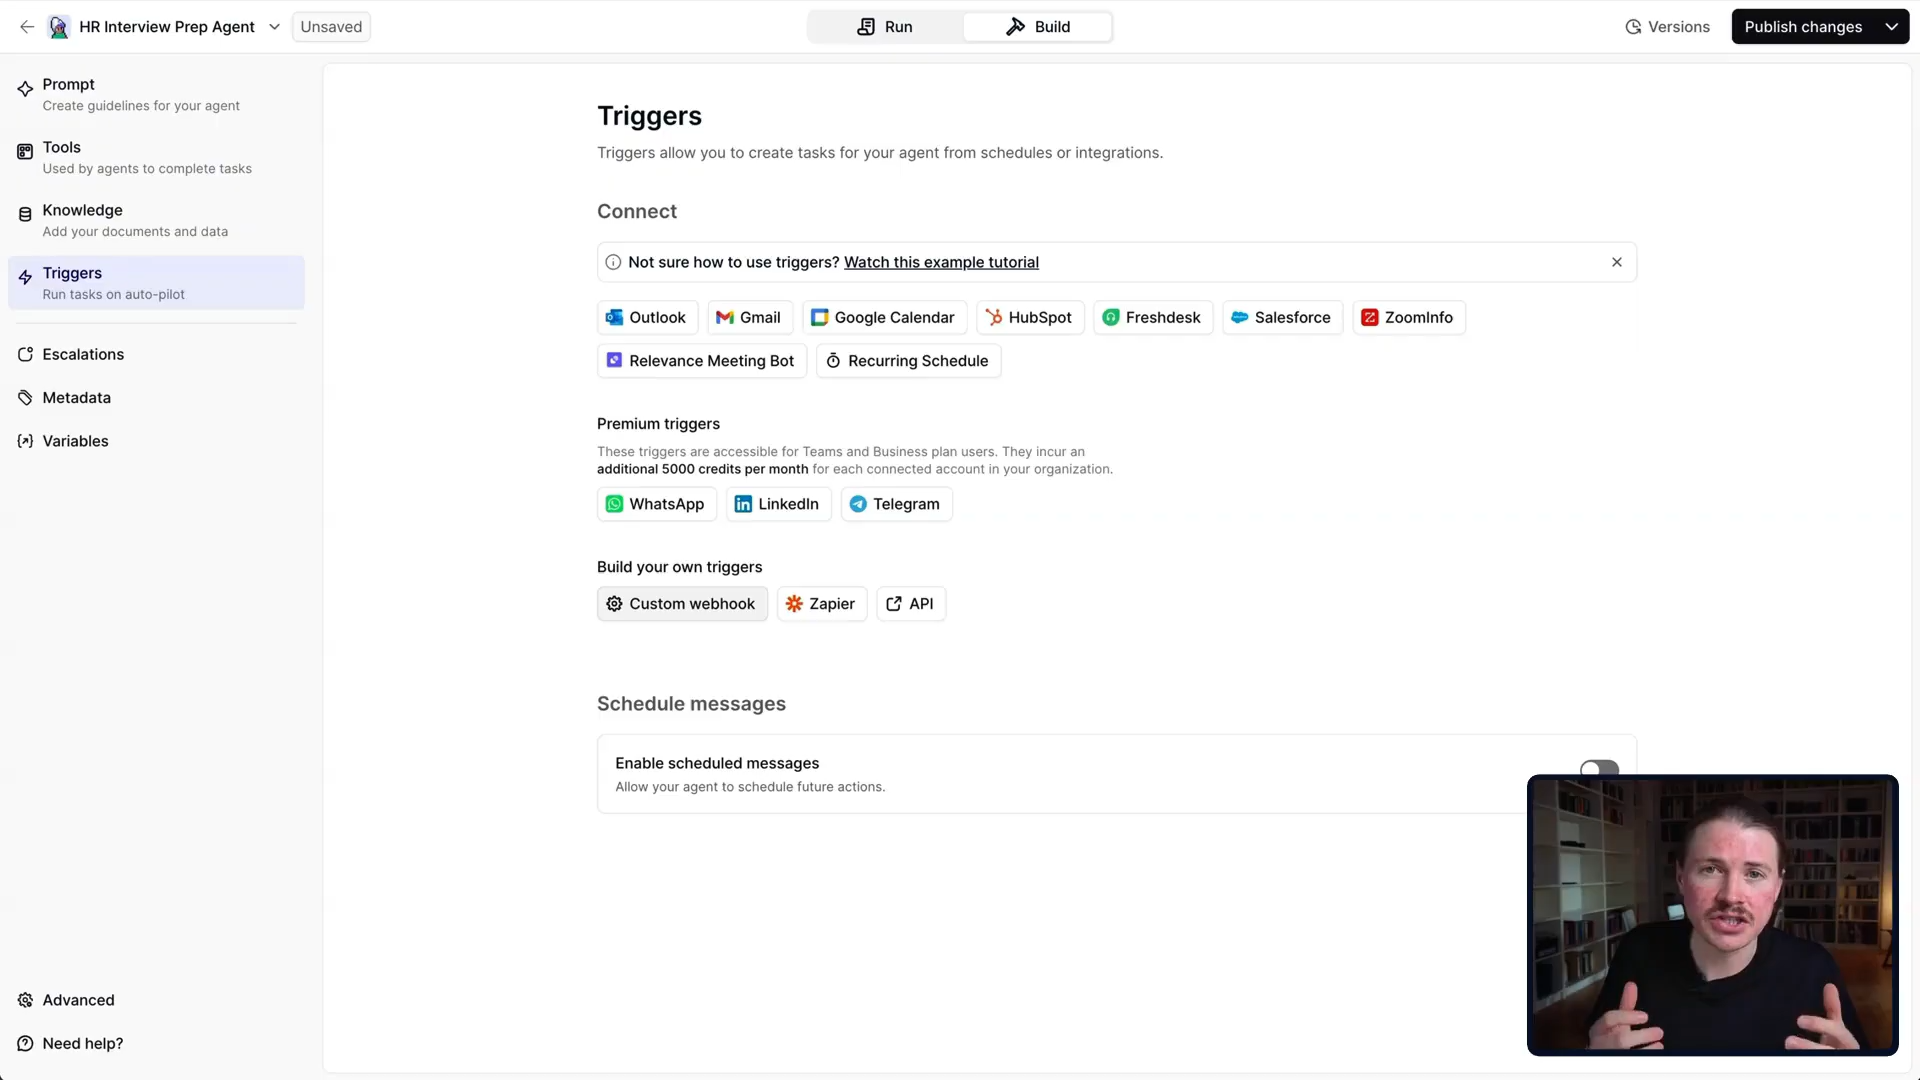 HR Interview Prep Agent
Unsaved
Run
Build
Versions
Publish changes
Prompt
Create guidelines for your agent
Tools
Used by agents to complete tasks
Knowledge
Add your documents and data
Triggers
Run tasks on auto-pilot
Escalations
Metadata
Variables
Advanced
Need help?
Triggers
Triggers allow you to create tasks for your agent from schedules or integrations.
Connect
Not sure how to use triggers? Watch this example tutorial
Outlook
Gmail
Google Calendar
HubSpot
Freshdesk
Salesforce
ZoomInfo
Relevance Meeting Bot
Recurring Schedule
Premium triggers
These triggers are accessible for Teams and Business plan users. They incur an
additional 5000 credits per month for each connected account in your organization.
WhatsApp
LinkedIn
Telegram
Build your own triggers
Custom webhook
Zapier
API
Schedule messages
Enable scheduled messages
Allow your agent to schedule future actions.